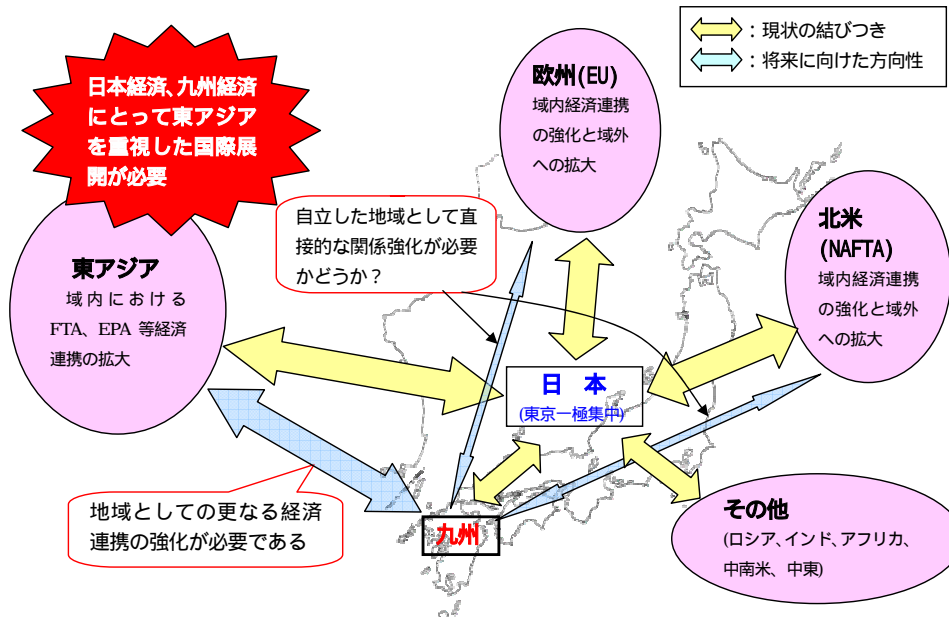 ：現状の結びつき
：将来に向けた方向性
日本経済、九州経済
にとって東アジア
を重視した国際展
開が必要
欧州(EU)
域内経済連携
の強化と域外
への拡大
自立した地域として直
接的な関係強化が必要
かどうか？
北米
(NAFTA)
域内経済連携
の強化と域外
への拡大
東アジア
域内における
FTA、EPA 等経済
連携の拡大
日 本
(東京一極集中)
地域としての更なる経済
連携の強化が必要である
九州
その他
(ロシア、インド、アフリカ、
中南米、中東)